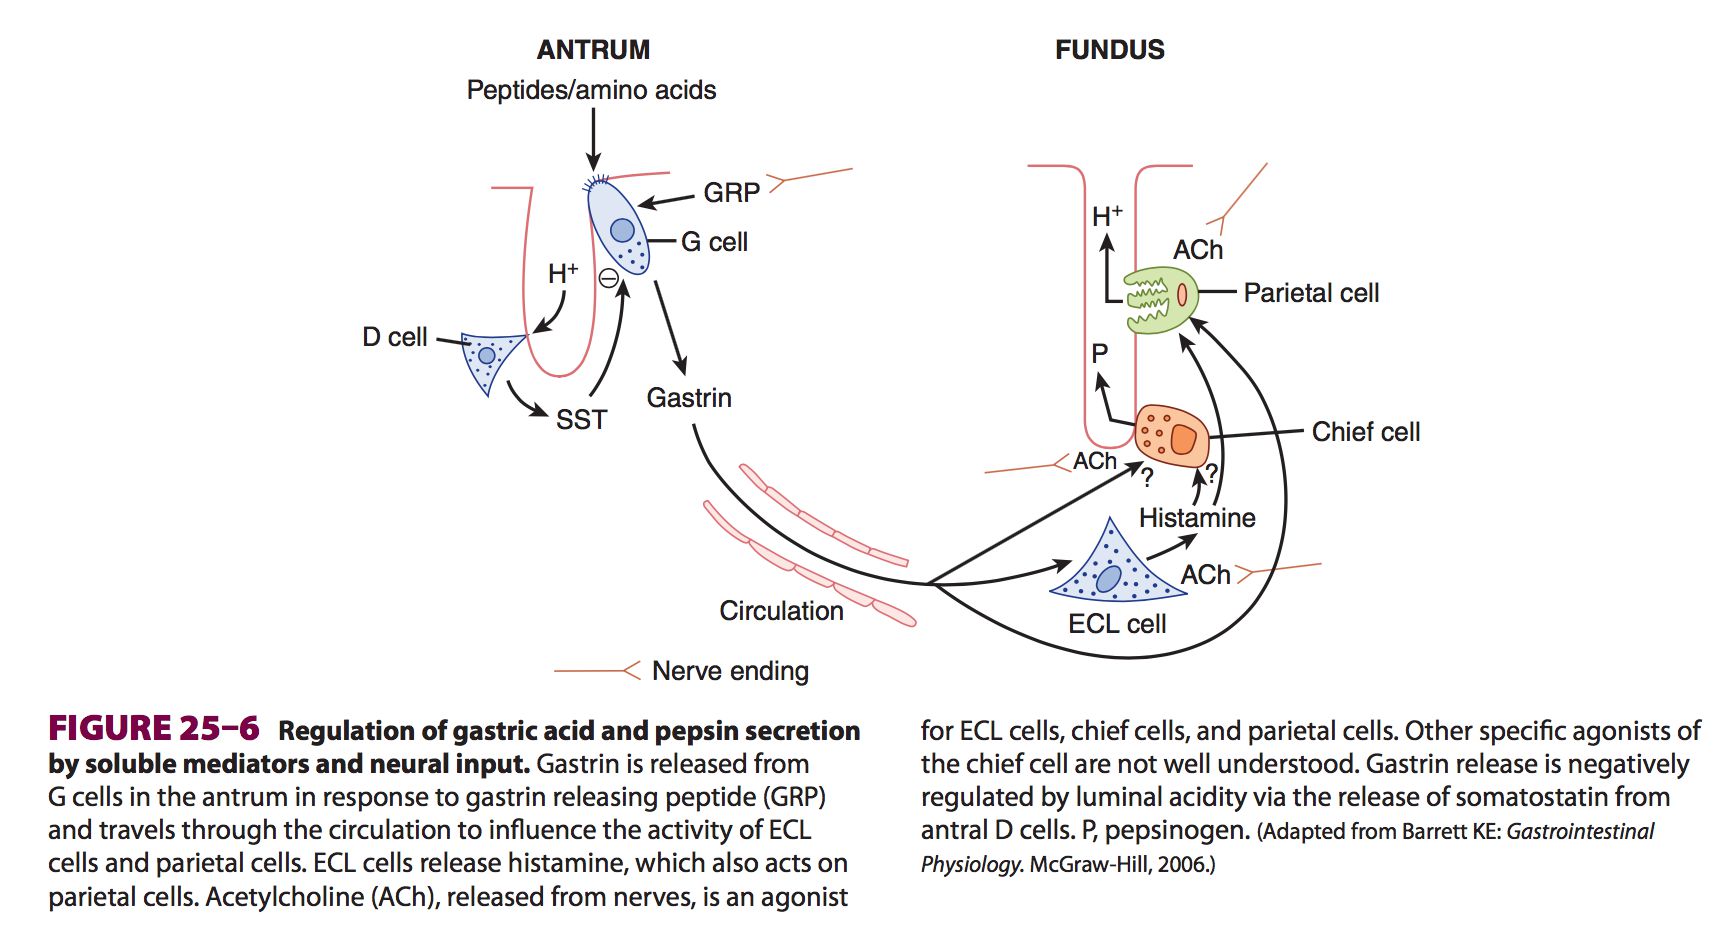 ANTRUM
FUNDUS
Peptides/amino acids
GRP
G cell
H+
⊖
D cell
SST
Gastrin
Circulation
H+
ACh
Parietal cell
P
Chief cell
ACh
?
?
Histamine
ACh
ECL cell
Nerve ending
FIGURE 25–6 Regulation of gastric acid and pepsin secretion
by soluble mediators and neural input. Gastrin is released from
G cells in the antrum in response to gastrin releasing peptide (GRP)
and travels through the circulation to influence the activity of ECL
cells and parietal cells. ECL cells release histamine, which also acts on
parietal cells. Acetylcholine (ACh), released from nerves, is an agonist
for ECL cells, chief cells, and parietal cells. Other specific agonists of
the chief cell are not well understood. Gastrin release is negatively
regulated by luminal acidity via the release of somatostatin from
antral D cells. P, pepsinogen. (Adapted from Barrett KE: Gastrointestinal
Physiology. McGraw-Hill, 2006.)